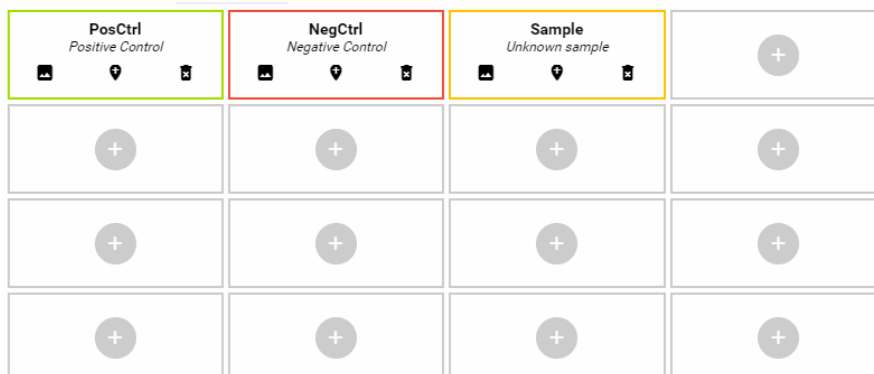 PosCtrl
Positive Control
NegCtrl
Negative Control
Sample
Unknown sample